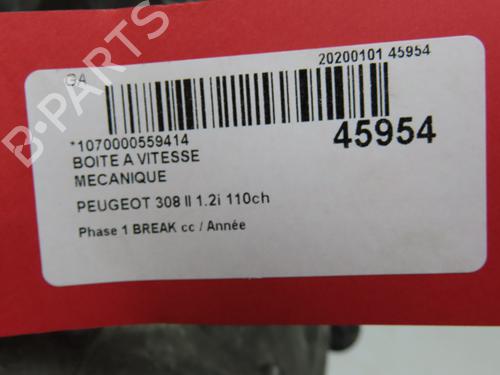 GA
20200101 45954
*1070000559414
45954
BOITE A VITESSE
MECANIQUE
PEUGEOT 308 II 1.2i 110ch
Phase 1 BREAK cc / Année
B-PARTS